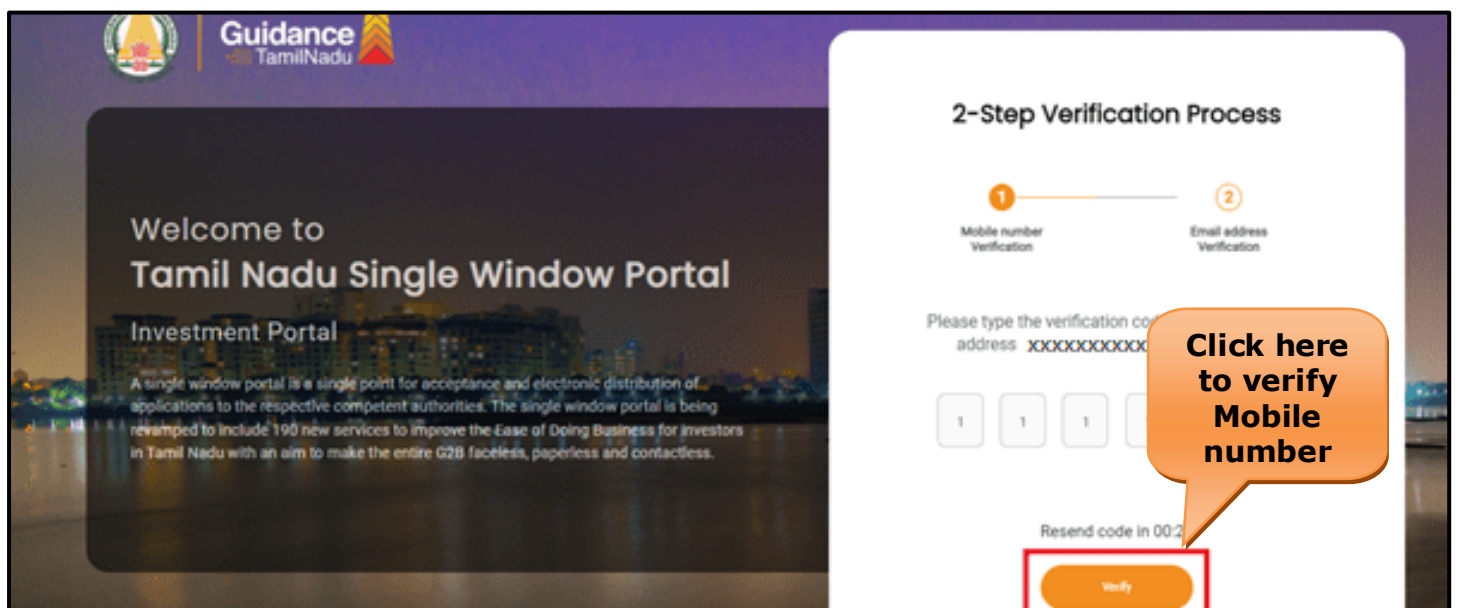 Guidance
TamilNadu
Welcome to
Tamil Nadu Single Window Portal
Investment Portal
A single window portal is a single point for acceptance and electronic distribution of
applications to the respective competent authorities. The single window portal is being
revamped to include 190 new services to improve the Ease of Doing Business for investors
in Tamil Nadu with an aim to make the entire G2B faceless, paperless and contactless.
2-Step Verification Process
1
2
Mobile number
Verification
Email address
Verification
Please type the verification
address xxxxxxxxxx
1 1 1
Click here
to verify
Mobile
number
Resend code in
Verify